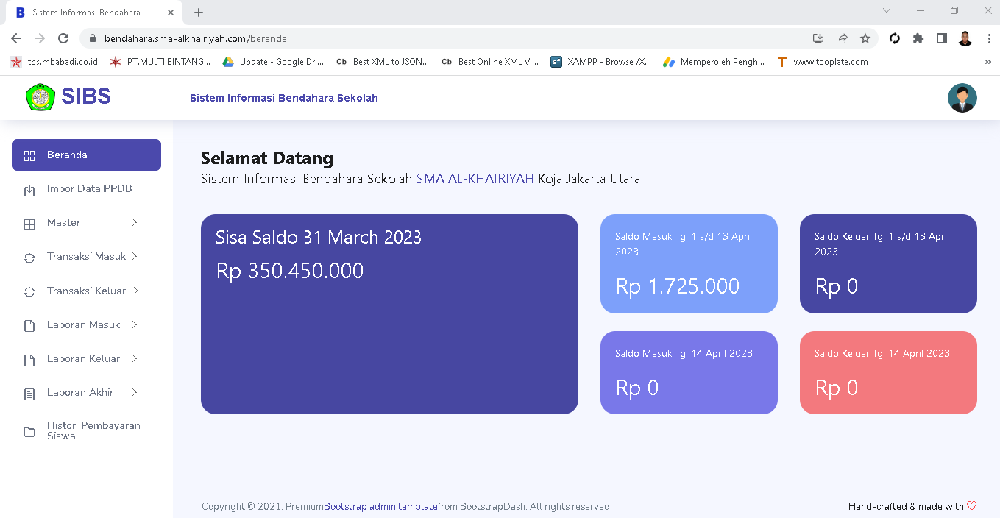 Sistem Informasi Bendahara
bendahara.sma-alkhairiyah.com/beranda
tps.mbabadi.co.id
PT.MULTI BINTANG...
Update - Google Dri...
Cb Best XML to JSON...
Cb Best Online XML Vi...
sf XAMPP - Browse /X...
Memperoleh Pengh...
T www.tooplate.com
»
SIBS
Sistem Informasi Bendahara Sekolah
Beranda
Impor Data PPDB
Master
Transaksi Masuk
Transaksi Keluar
Laporan Masuk
Laporan Keluar
Laporan Akhir
Histori Pembayaran
Siswa
Selamat Datang
Sistem Informasi Bendahara Sekolah SMA AL-KHAIRIYAH Koja Jakarta Utara
Sisa Saldo 31 March 2023
Rp 350.450.000
Saldo Masuk Tgl 1 s/d 13 April
2023
Rp 1.725.000
Saldo Keluar Tgl 1 s/d 13 April
2023
Rp 0
Saldo Masuk Tgl 14 April 2023
Rp 0
Saldo Keluar Tgl 14 April 2023
Rp 0
Copyright © 2021. PremiumBootstrap admin templatefrom BootstrapDash. All rights reserved.
Hand-crafted & made with ♡